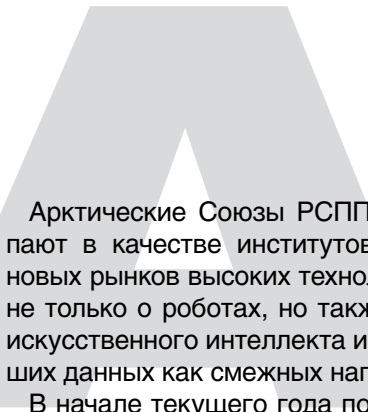 Арктические Союзы РСПП
пают в качестве институтов
новых рынков высоких техно
не только о роботах, но так
искусственного интеллекта и
ших данных как смежных на
В начале текущего года по